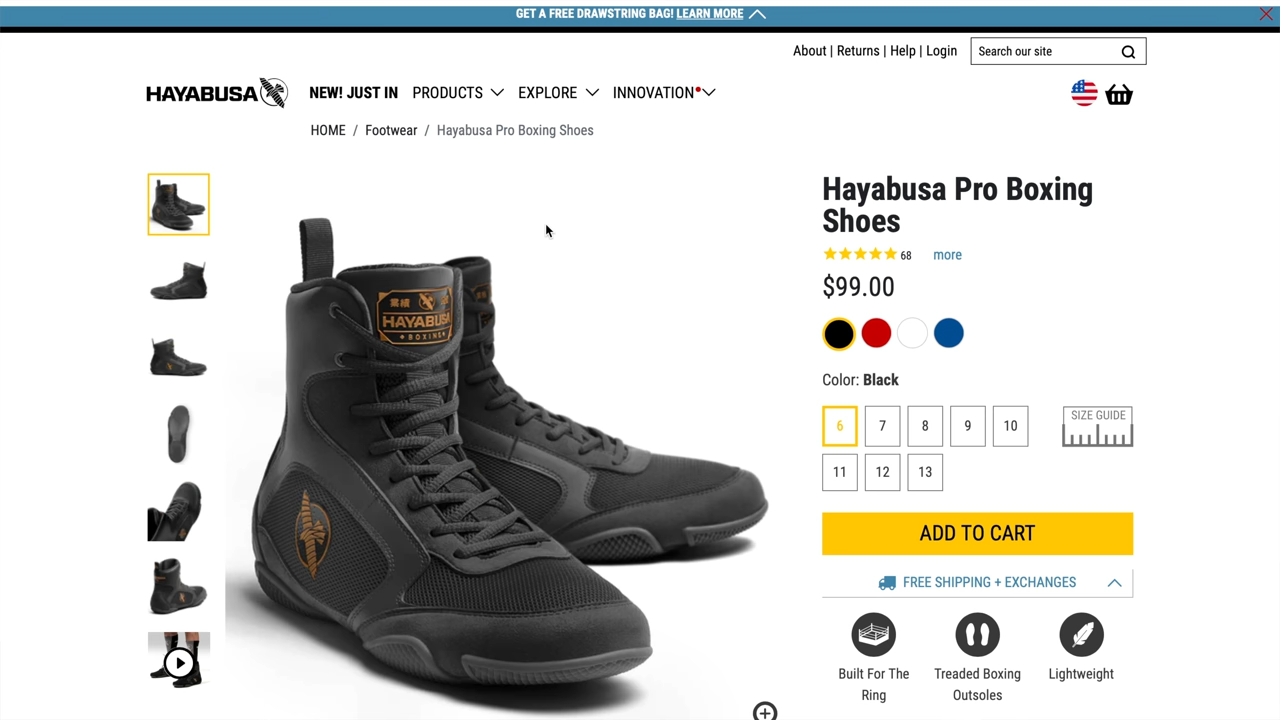 GET A FREE DRAWSTRING BAG! LEARN MORE
About | Returns | Help | Login
Search our site
HAYABUSA
NEW! JUST IN
PRODUCTS
EXPLORE
INNOVATION
HOME / Footwear / Hayabusa Pro Boxing Shoes
Hayabusa Pro Boxing
Shoes
68
more
$99.00
Color: Black
6
7
8
9
10
SIZE GUIDE
11
12
13
ADD TO CART
FREE SHIPPING + EXCHANGES
Built For The
Ring
Treaded Boxing
Outsoles
Lightweight
HAYABUSA
BOXING